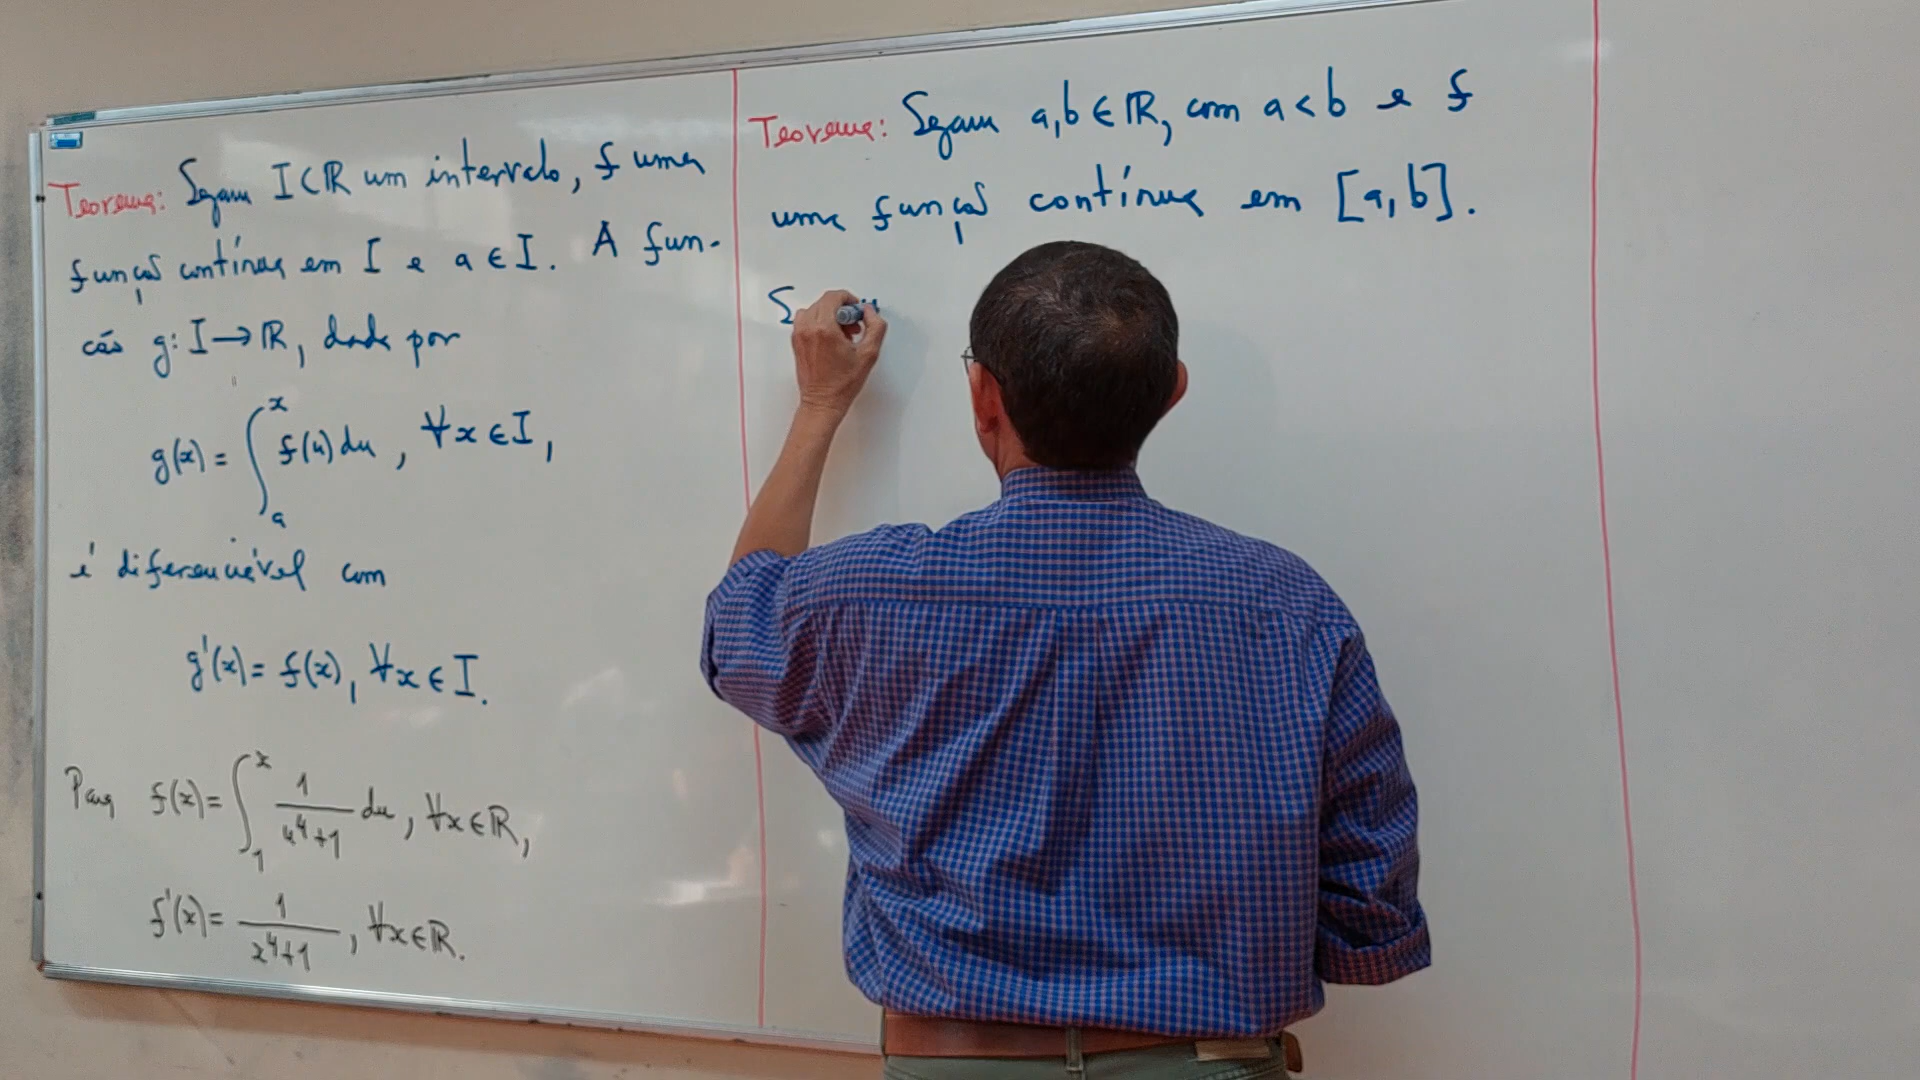 Teorema: Sejam I⊂ℝ um intervalo, f uma
função contínua em I e a ∈ I. A fun-
ção g: I→ℝ, dada por
g(x) = ∫ₐˣ f(u) du, ∀x ∈ I,
é diferenciável com
g'(x) = f(x), ∀x ∈ I.
Para f(x) = ∫₁ˣ 1/(u⁴+1) du, ∀x∈ℝ,
f'(x) = 1/(x⁴+1), ∀x∈ℝ.
Teorema: Sejam a,b ∈ ℝ, com a < b e f
uma função contínua em [a,b].
S